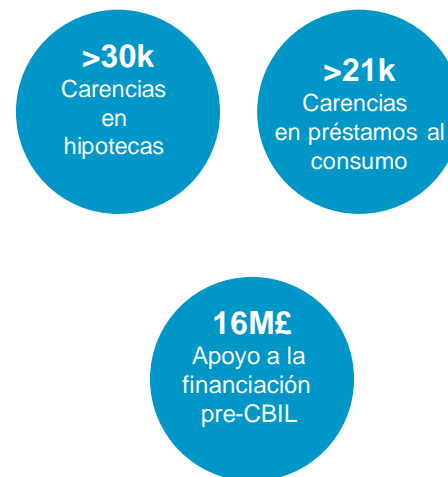 >30k
Carencias
en
hipotecas
>21k
Carencias
en préstamos al
consumo
16M£
Apoyo a la
financiación
pre-CBIL